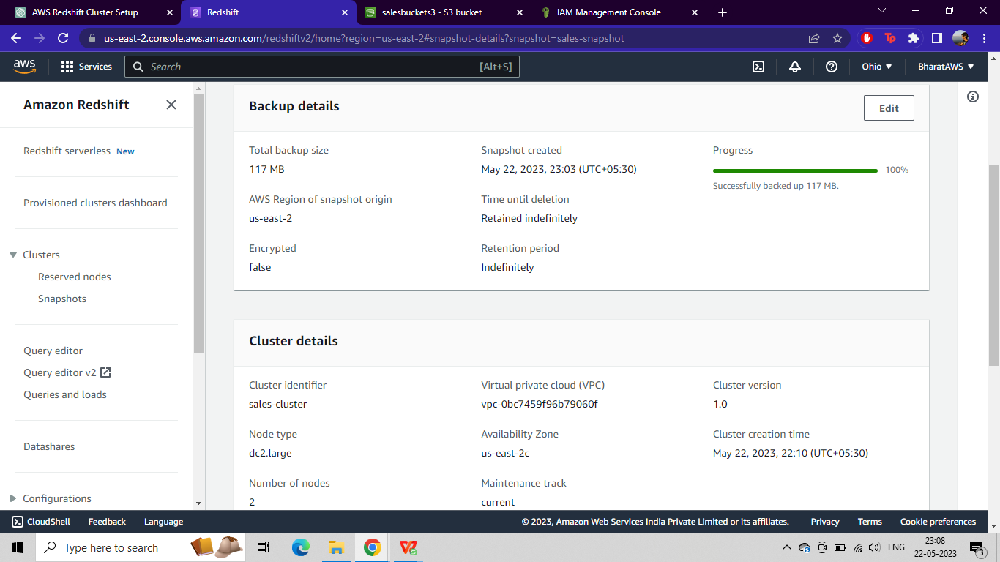 AWS Redshift Cluster Setup
Redshift
salesbuckets3 - S3 bucket
IAM Management Console
us-east-2.console.aws.amazon.com/redshiftv2/home?region=us-east-2#snapshot-details?snapshot=sales-snapshot
aws
Services
Search
[Alt+S]
Ohio
BharatAWS
Amazon Redshift
Redshift serverless New
Provisioned clusters dashboard
Clusters
Reserved nodes
Snapshots
Query editor
Query editor v2
Queries and loads
Datashares
Configurations
Backup details
Edit
Total backup size
117 MB
AWS Region of snapshot origin
us-east-2
Encrypted
false
Snapshot created
May 22, 2023, 23:03 (UTC+05:30)
Time until deletion
Retained indefinitely
Retention period
Indefinitely
Progress
100%
Successfully backed up 117 MB.
Cluster details
Cluster identifier
sales-cluster
Node type
dc2.large
Number of nodes
2
Virtual private cloud (VPC)
vpc-0bc7459f96b79060f
Availability Zone
us-east-2c
Maintenance track
current
Cluster version
1.0
Cluster creation time
May 22, 2023, 22:10 (UTC+05:30)
CloudShell
Feedback
Language
© 2023, Amazon Web Services India Private Limited or its affiliates.
Privacy
Terms
Cookie preferences
Type here to search
ENG
23:08
22-05-2023
3